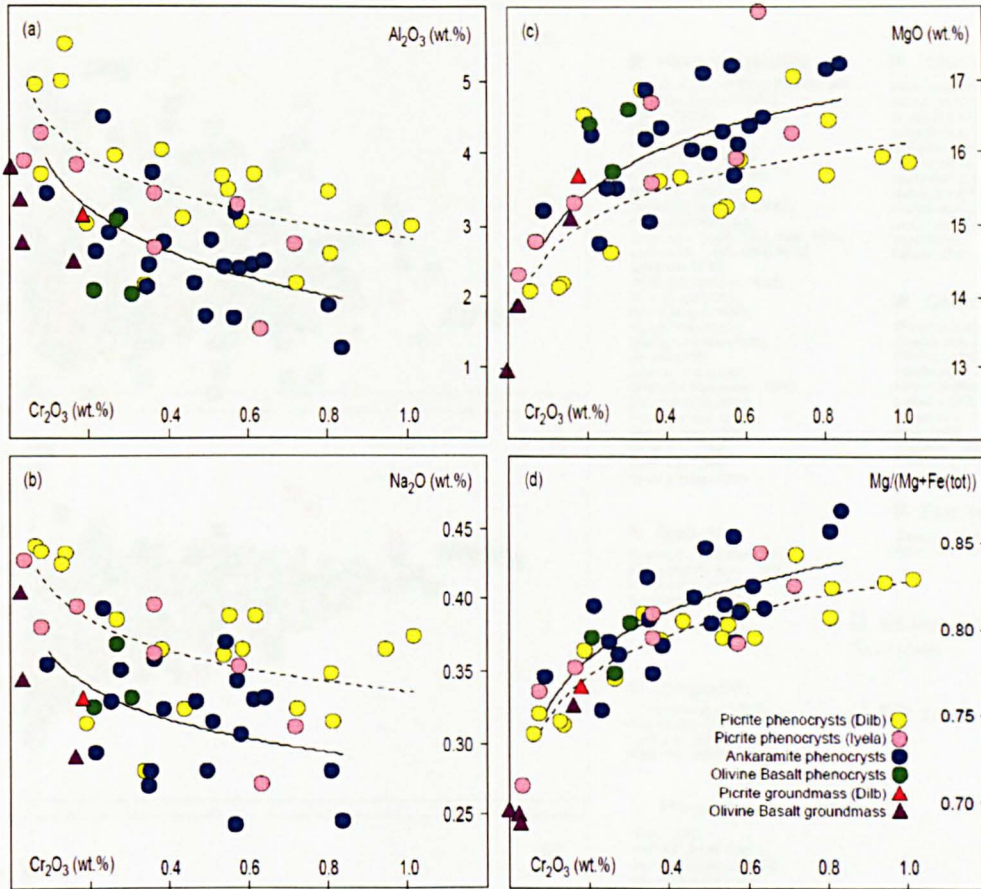 (a) Al₂O₃ (wt.%)
5
4
3
2
1
Cr₂O₃ (wt.%) 0.4 0.6 0.8 1.0
(c) MgO (wt.%)
17
16
15
14
13
Cr₂O₃ (wt.%) 0.4 0.6 0.8 1.0
(b) Na₂O (wt.%)
0.45
0.40
0.35
0.30
0.25
Cr₂O₃ (wt.%) 0.4 0.6 0.8 1.0
(d) Mg/(Mg+Fe(tot))
0.85
0.80
0.75
0.70
Picrite phenocrysts (Dilb)
Picrite phenocrysts (Iyela)
Ankaramite phenocrysts
Olivine Basalt phenocrysts
Picrite groundmass (Dilb)
Olivine Basalt groundmass
Cr₂O₃ (wt.%) 0.4 0.6 0.8 1.0